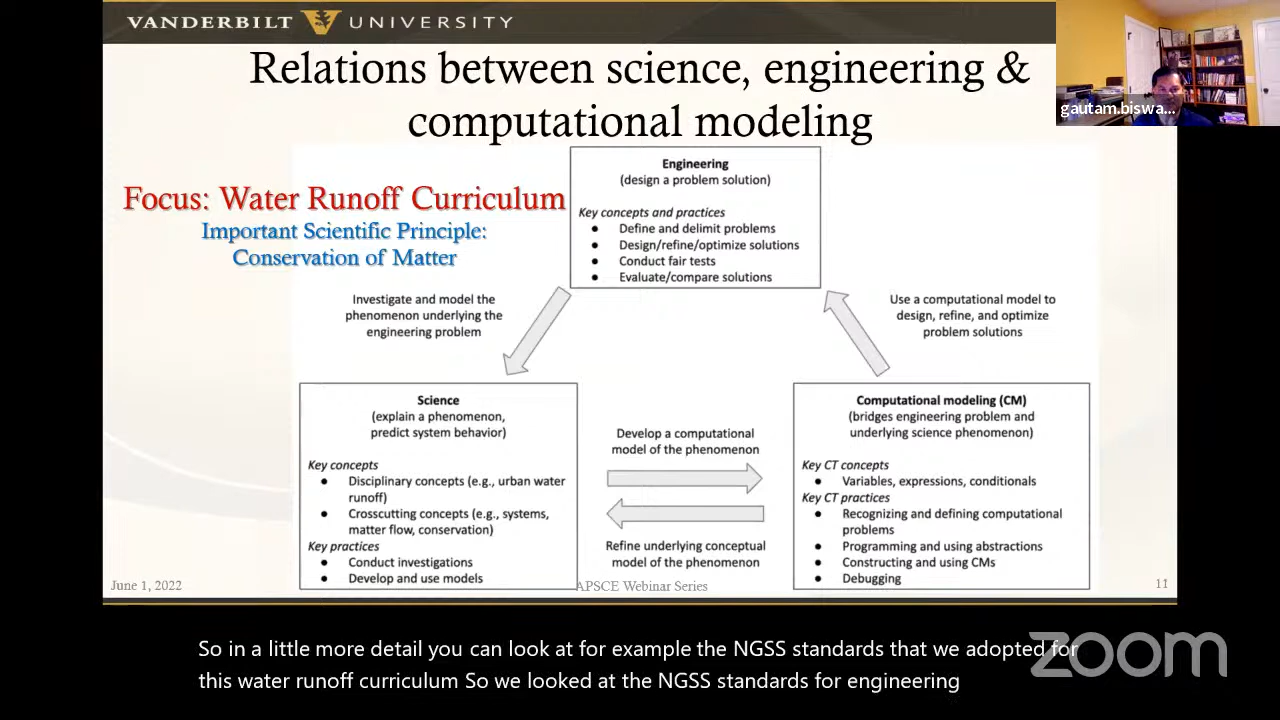 VANDERBILT UNIVERSITY
Relations between science, engineering &
computational modeling
gautam.biswa...
Focus: Water Runoff Curriculum
Important Scientific Principle:
Conservation of Matter
Engineering
(design a problem solution)
Key concepts and practices
• Define and delimit problems
• Design/refine/optimize solutions
• Conduct fair tests
• Evaluate/compare solutions
Investigate and model the
phenomenon underlying the
engineering problem
Use a computational model to
design, refine, and optimize
problem solutions
Science
(explain a phenomenon,
predict system behavior)
Key concepts
• Disciplinary concepts (e.g., urban water
runoff)
• Crosscutting concepts (e.g., systems,
matter flow, conservation)
Key practices
• Conduct investigations
• Develop and use models
Develop a computational
model of the phenomenon
Refine underlying conceptual
model of the phenomenon
Computational modeling (CM)
(bridges engineering problem and
underlying science phenomenon)
Key CT concepts
• Variables, expressions, conditionals
Key CT practices
• Recognizing and defining computational
problems
• Programming and using abstractions
• Constructing and using CMs
• Debugging
June 1, 2022
APSCE Webinar Series
11
So in a little more detail you can look at for example the NGSS standards that we adopted for
this water runoff curriculum So we looked at the NGSS standards for engineering
zoom